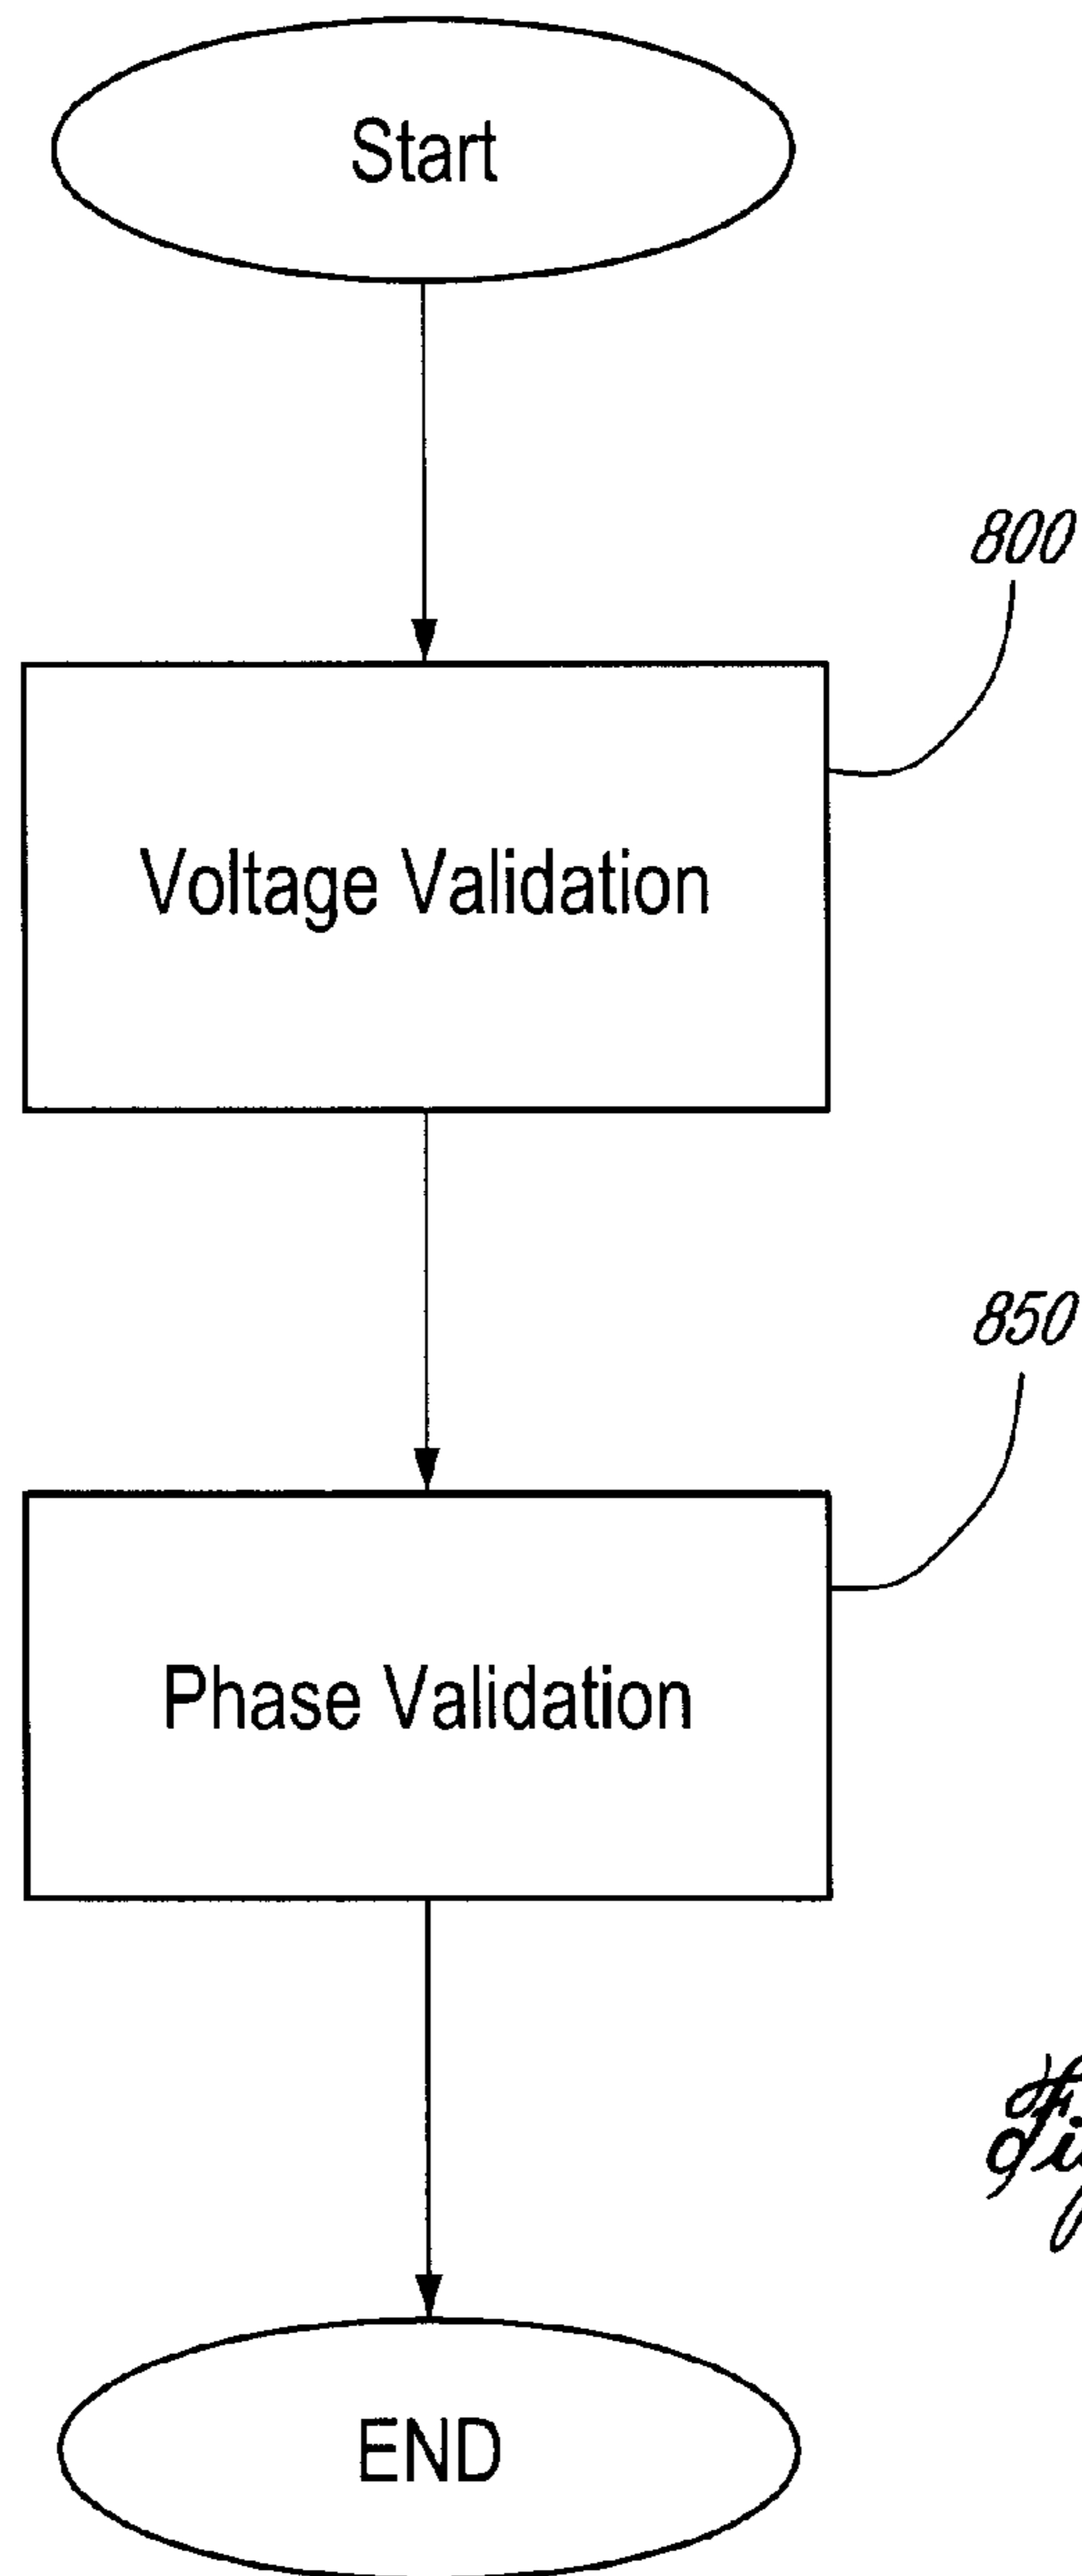 Start
800
Voltage Validation
850
Phase Validation
END